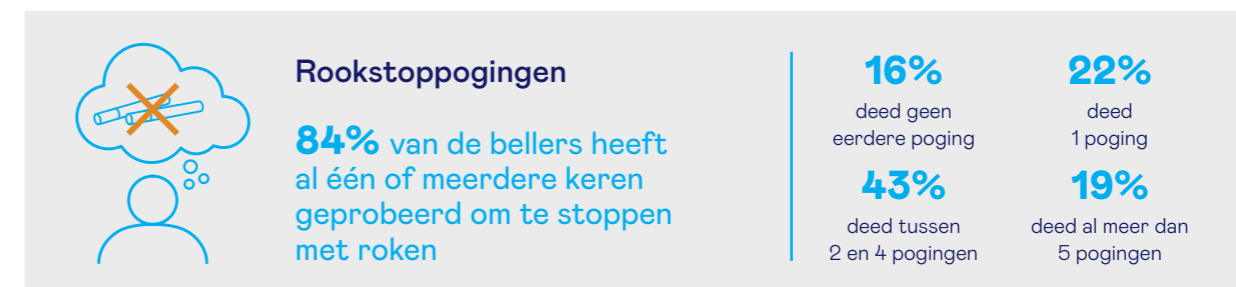 Rookstoppogingen
84% van de bellers heeft
al één of meerdere keren
geprobeerd om te stoppen
met roken
16%
deed geen
eerdere poging
22%
deed
1 poging
43%
deed tussen
2 en 4 pogingen
19%
deed al meer dan
5 pogingen